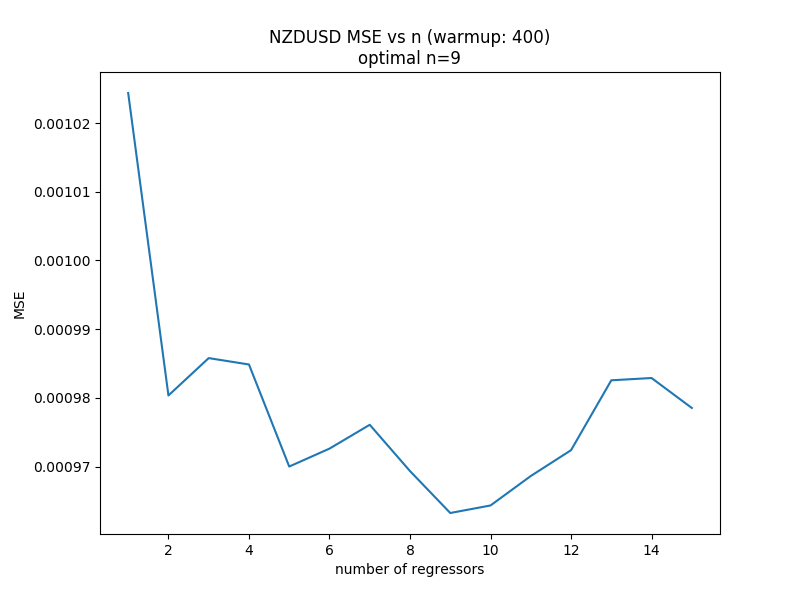 NZDUSD MSE vs n (warmup: 400)
optimal n=9
0.00102
0.00101
0.00100
0.00099
0.00098
0.00097
MSE
2 4 6 8 10 12 14
number of regressors